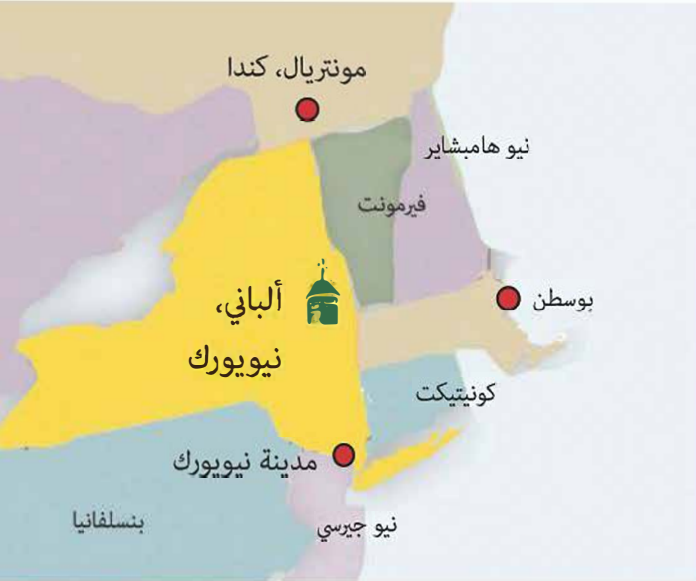 مونتريال، كندا
نيو هامبشاير
فيرمونت
ألباني،
نيويورك
بوسطن
كونيتيكت
مدينة نيويورك
بنسلفانيا
نيو جيرسي